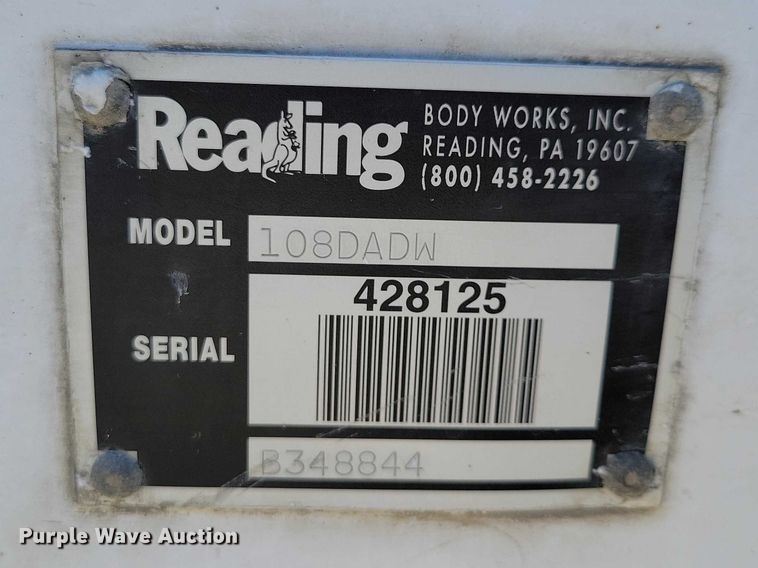 Reading
BODY WORKS, INC.
READING, PA 19607
(800) 458-2226
MODEL 108DADW
428125
SERIAL
B348844
Purple Wave Auction®